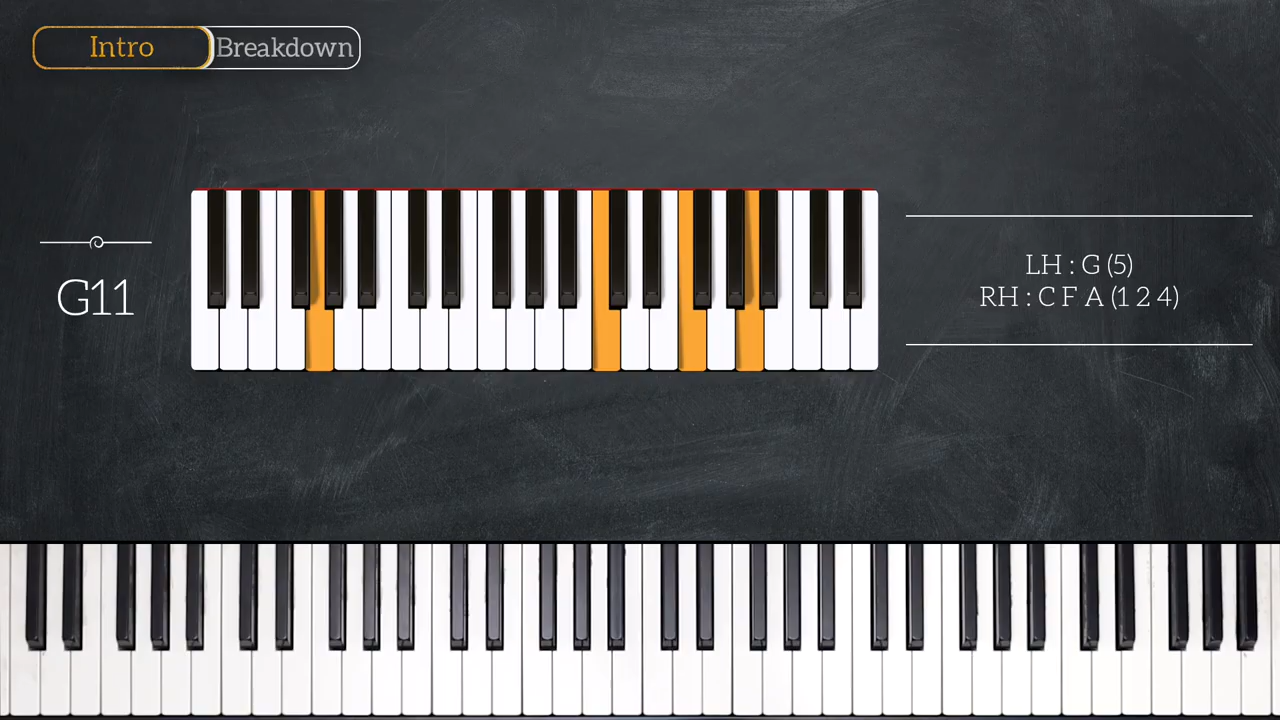 Intro
Breakdown
G11
LH : G (5)
RH : C F A (1 2 4)